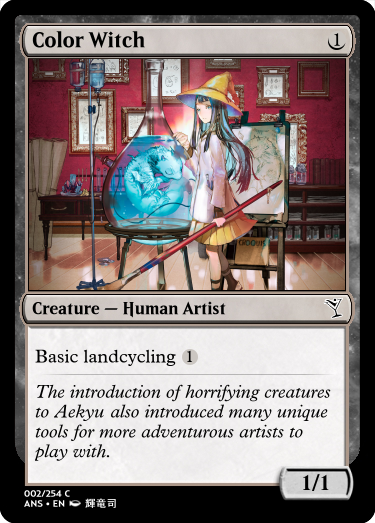 Color Witch 1
Creature — Human Artist
Basic landcycling 1
The introduction of horrifying creatures
to Aekyu also introduced many unique
tools for more adventurous artists to
play with.
1/1
002/254 C
ANS • EN 輝竜司